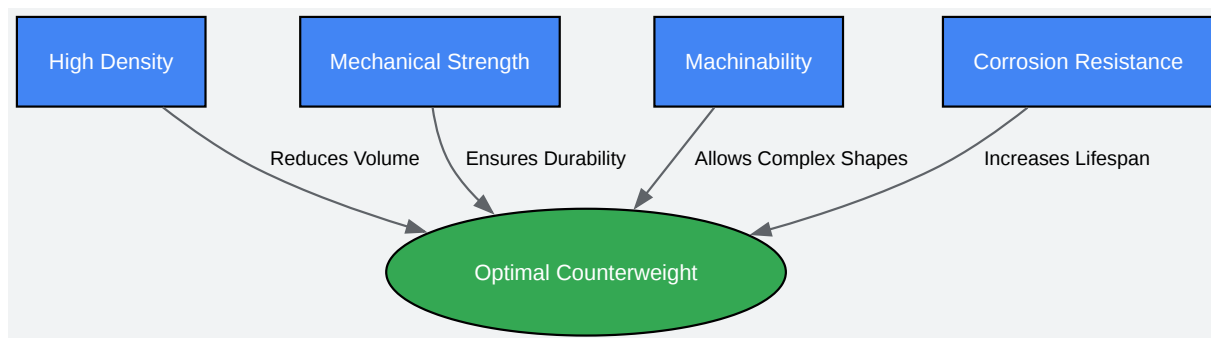 High Density
Mechanical Strength
Machinability
Corrosion Resistance
Reduces Volume
Ensures Durability
Allows Complex Shapes
Increases Lifespan
Optimal Counterweight